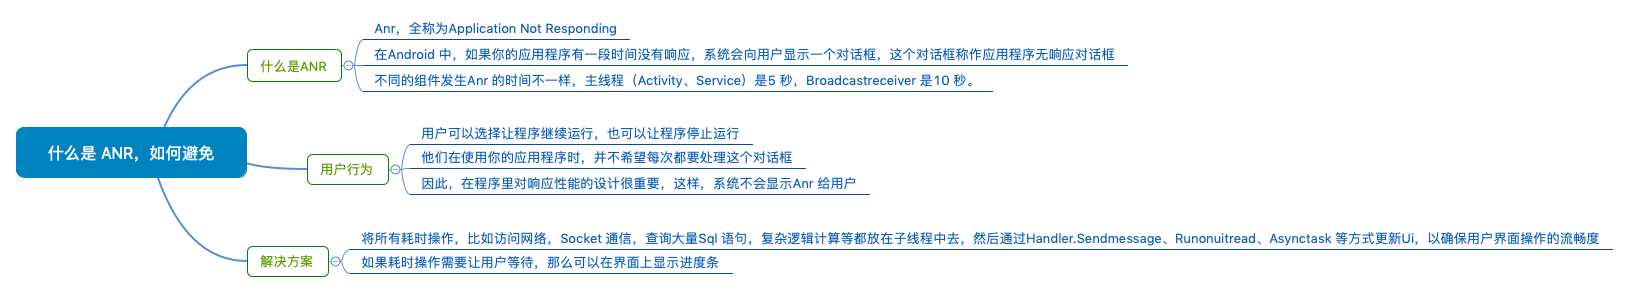 什么是 ANR，如何避免
什么是ANR
Anr，全称为Application Not Responding
在Android 中，如果你的应用程序有一段时间没有响应，系统会向用户显示一个对话框，这个对话框称作应用程序无响应对话框
不同的组件发生Anr 的时间不一样，主线程（Activity、Service）是5 秒，Broadcastreceiver 是10 秒。
用户行为
用户可以选择让程序继续运行，也可以让程序停止运行
他们在使用你的应用程序时，并不希望每次都要处理这个对话框
因此，在程序里对响应性能的设计很重要，这样，系统不会显示Anr 给用户
解决方案
将所有耗时操作，比如访问网络，Socket 通信，查询大量Sql 语句，复杂逻辑计算等都放在子线程中去，然后通过Handler.Sendmessage、Runonuitread、Asynctask 等方式更新Ui，以确保用户界面操作的流畅度
如果耗时操作需要让用户等待，那么可以在界面上显示进度条